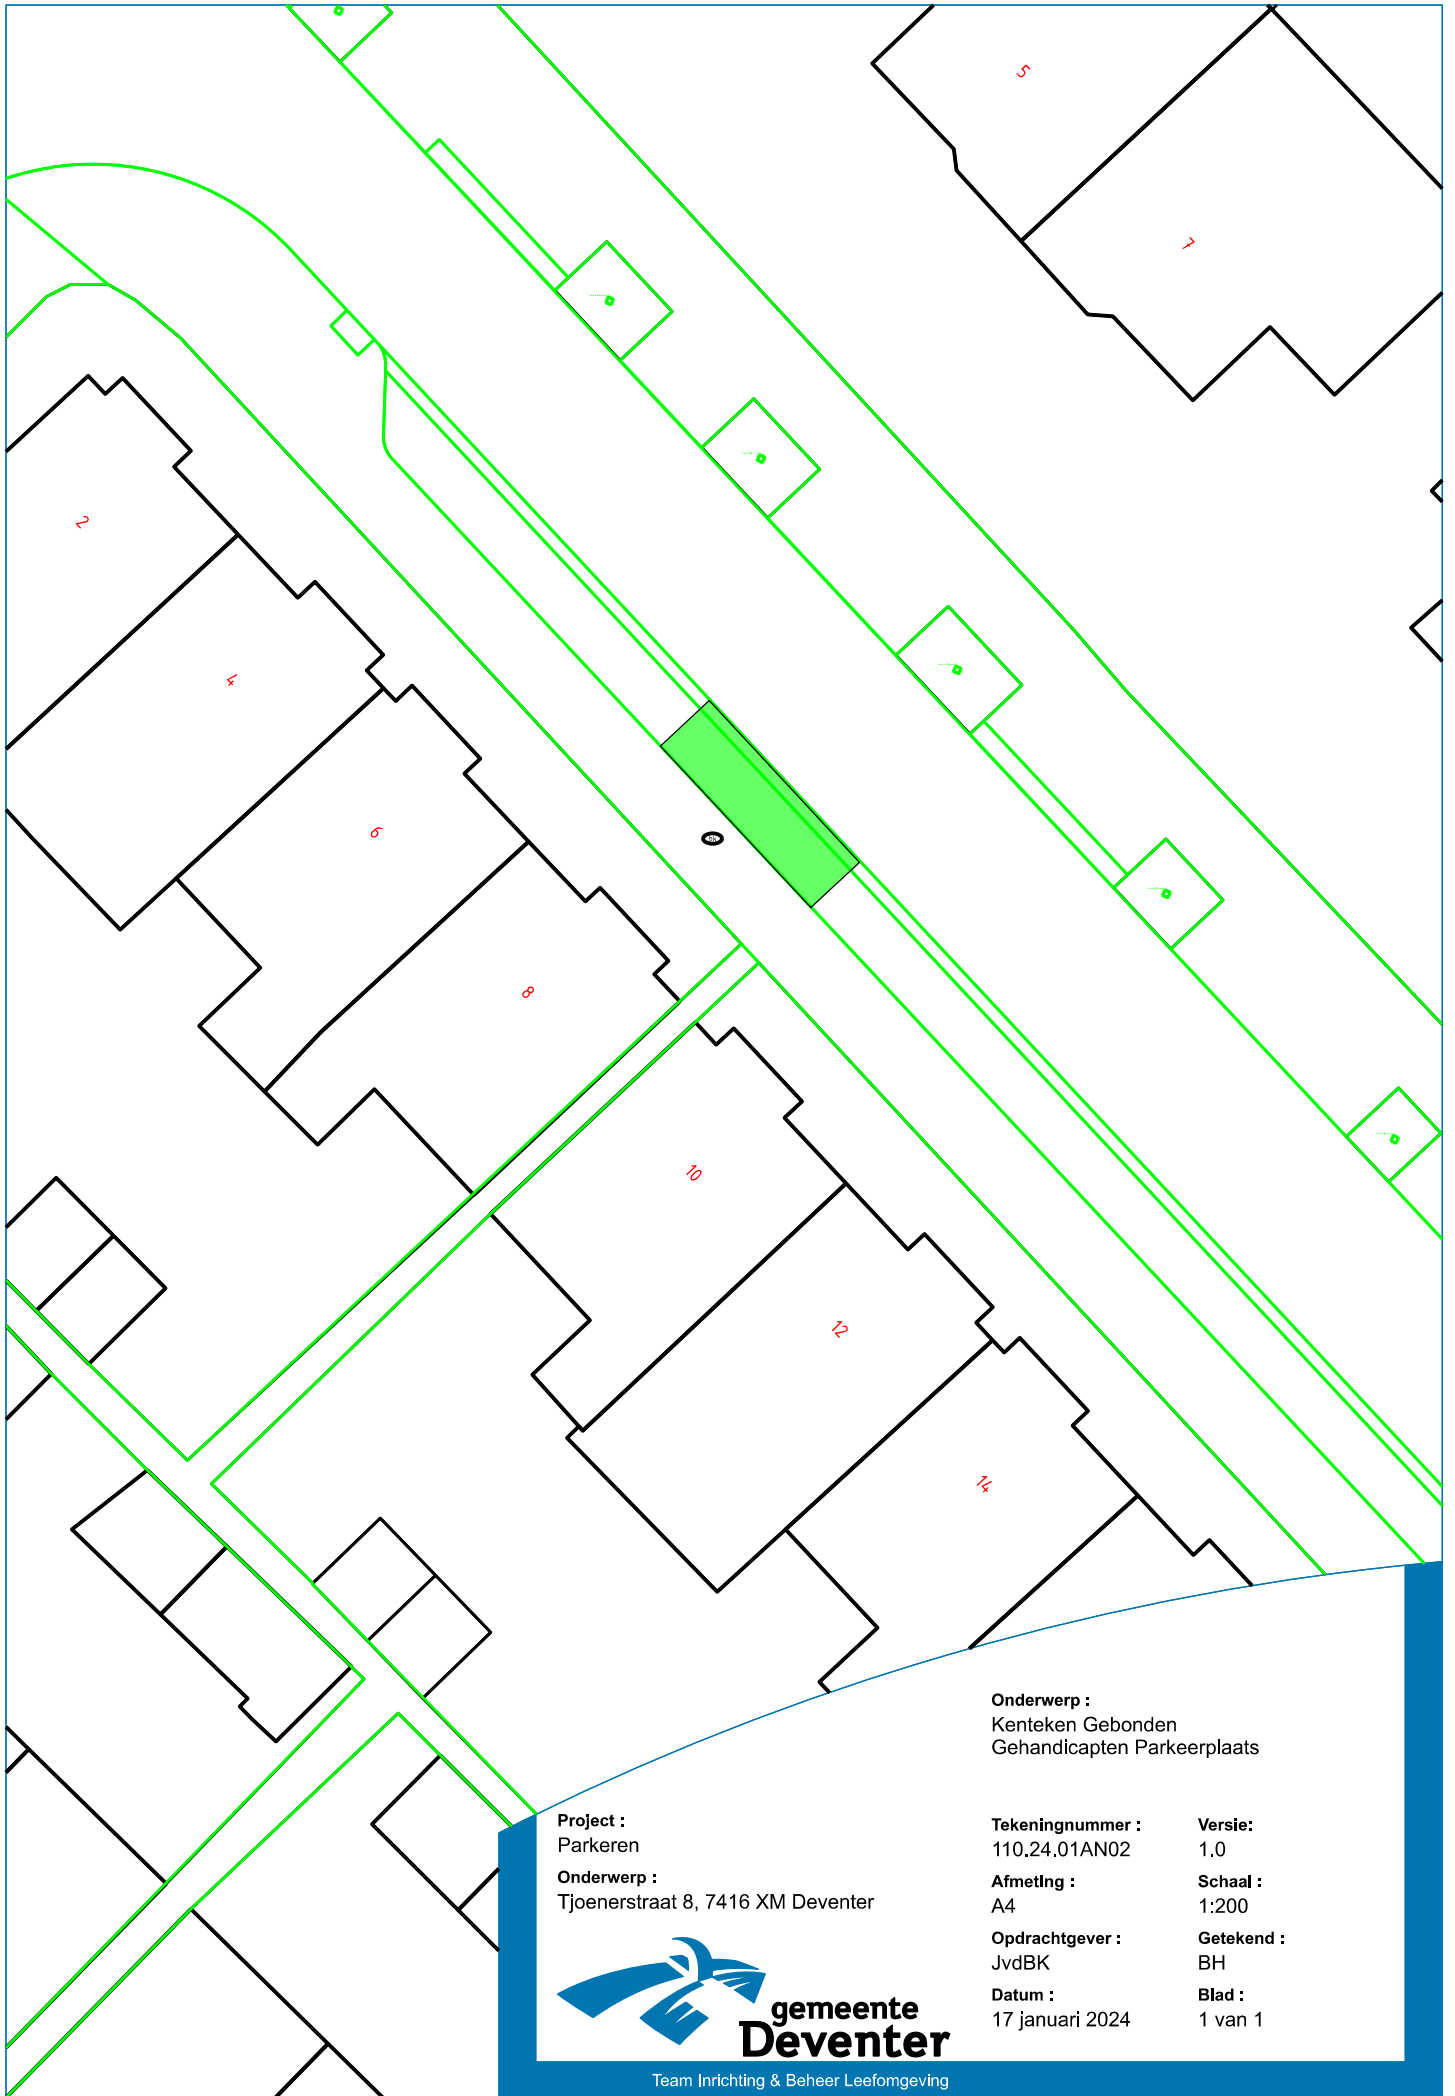 5
7
2
4
6
8
10
12
14
Onderwerp :
Kenteken Gebonden
Gehandicapten Parkeerplaats
Project :
Parkeren
Onderwerp :
Tjoenerstraat 8, 7416 XM Deventer
Tekeningnummer :
110.24.01AN02
Versie:
1.0
Afmeting :
A4
Schaal :
1:200
Opdrachtgever :
JvdBK
Getekend :
BH
Datum :
17 januari 2024
Blad :
1 van 1
gemeente
Deventer
Team Inrichting & Beheer Leefomgeving